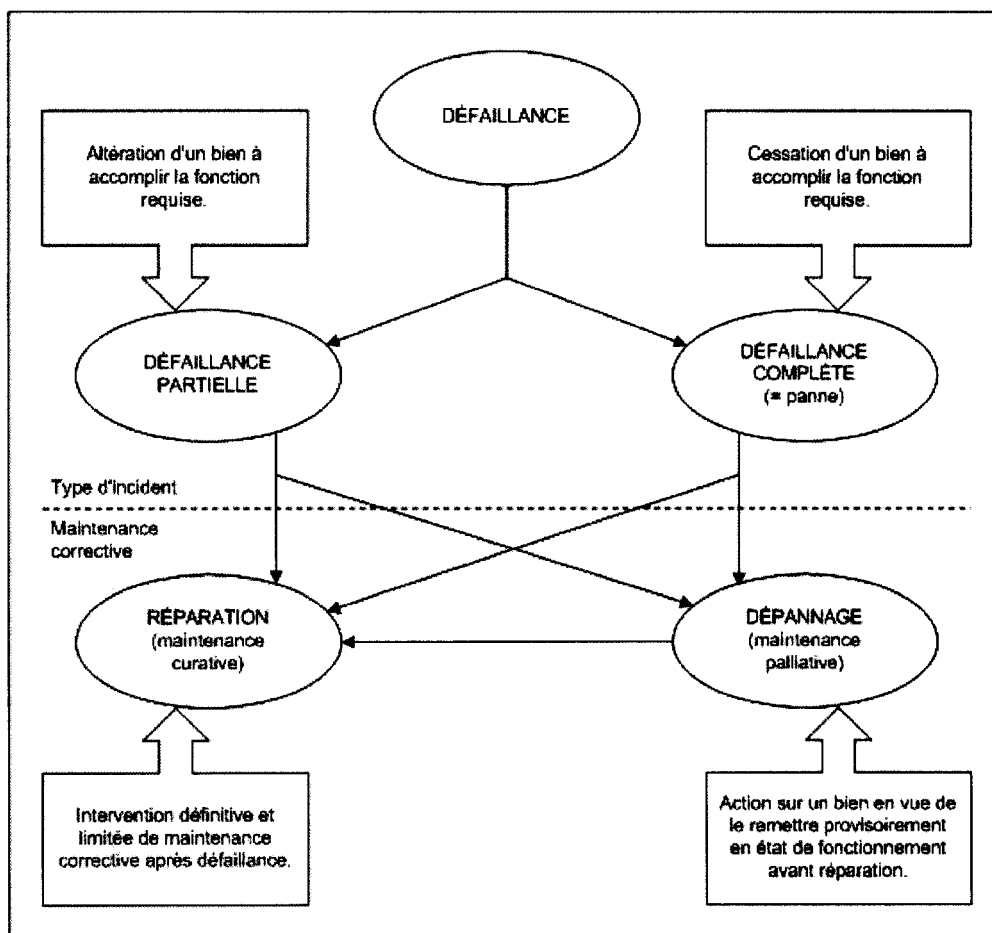 DÉFAILLANCE
Altération d'un bien à
accomplir la fonction
requise.
Cessation d'un bien à
accomplir la fonction
requise.
DÉFAILLANCE
PARTIELLE
DÉFAILLANCE
COMPLÈTE
(= panne)
Type d'incident
Maintenance
corrective
RÉPARATION
(maintenance
curative)
DÉPANNAGE
(maintenance
palliative)
Intervention définitive et
limitée de maintenance
corrective après défaillance.
Action sur un bien en vue de
le remettre provisoirement
en état de fonctionnement
avant réparation.